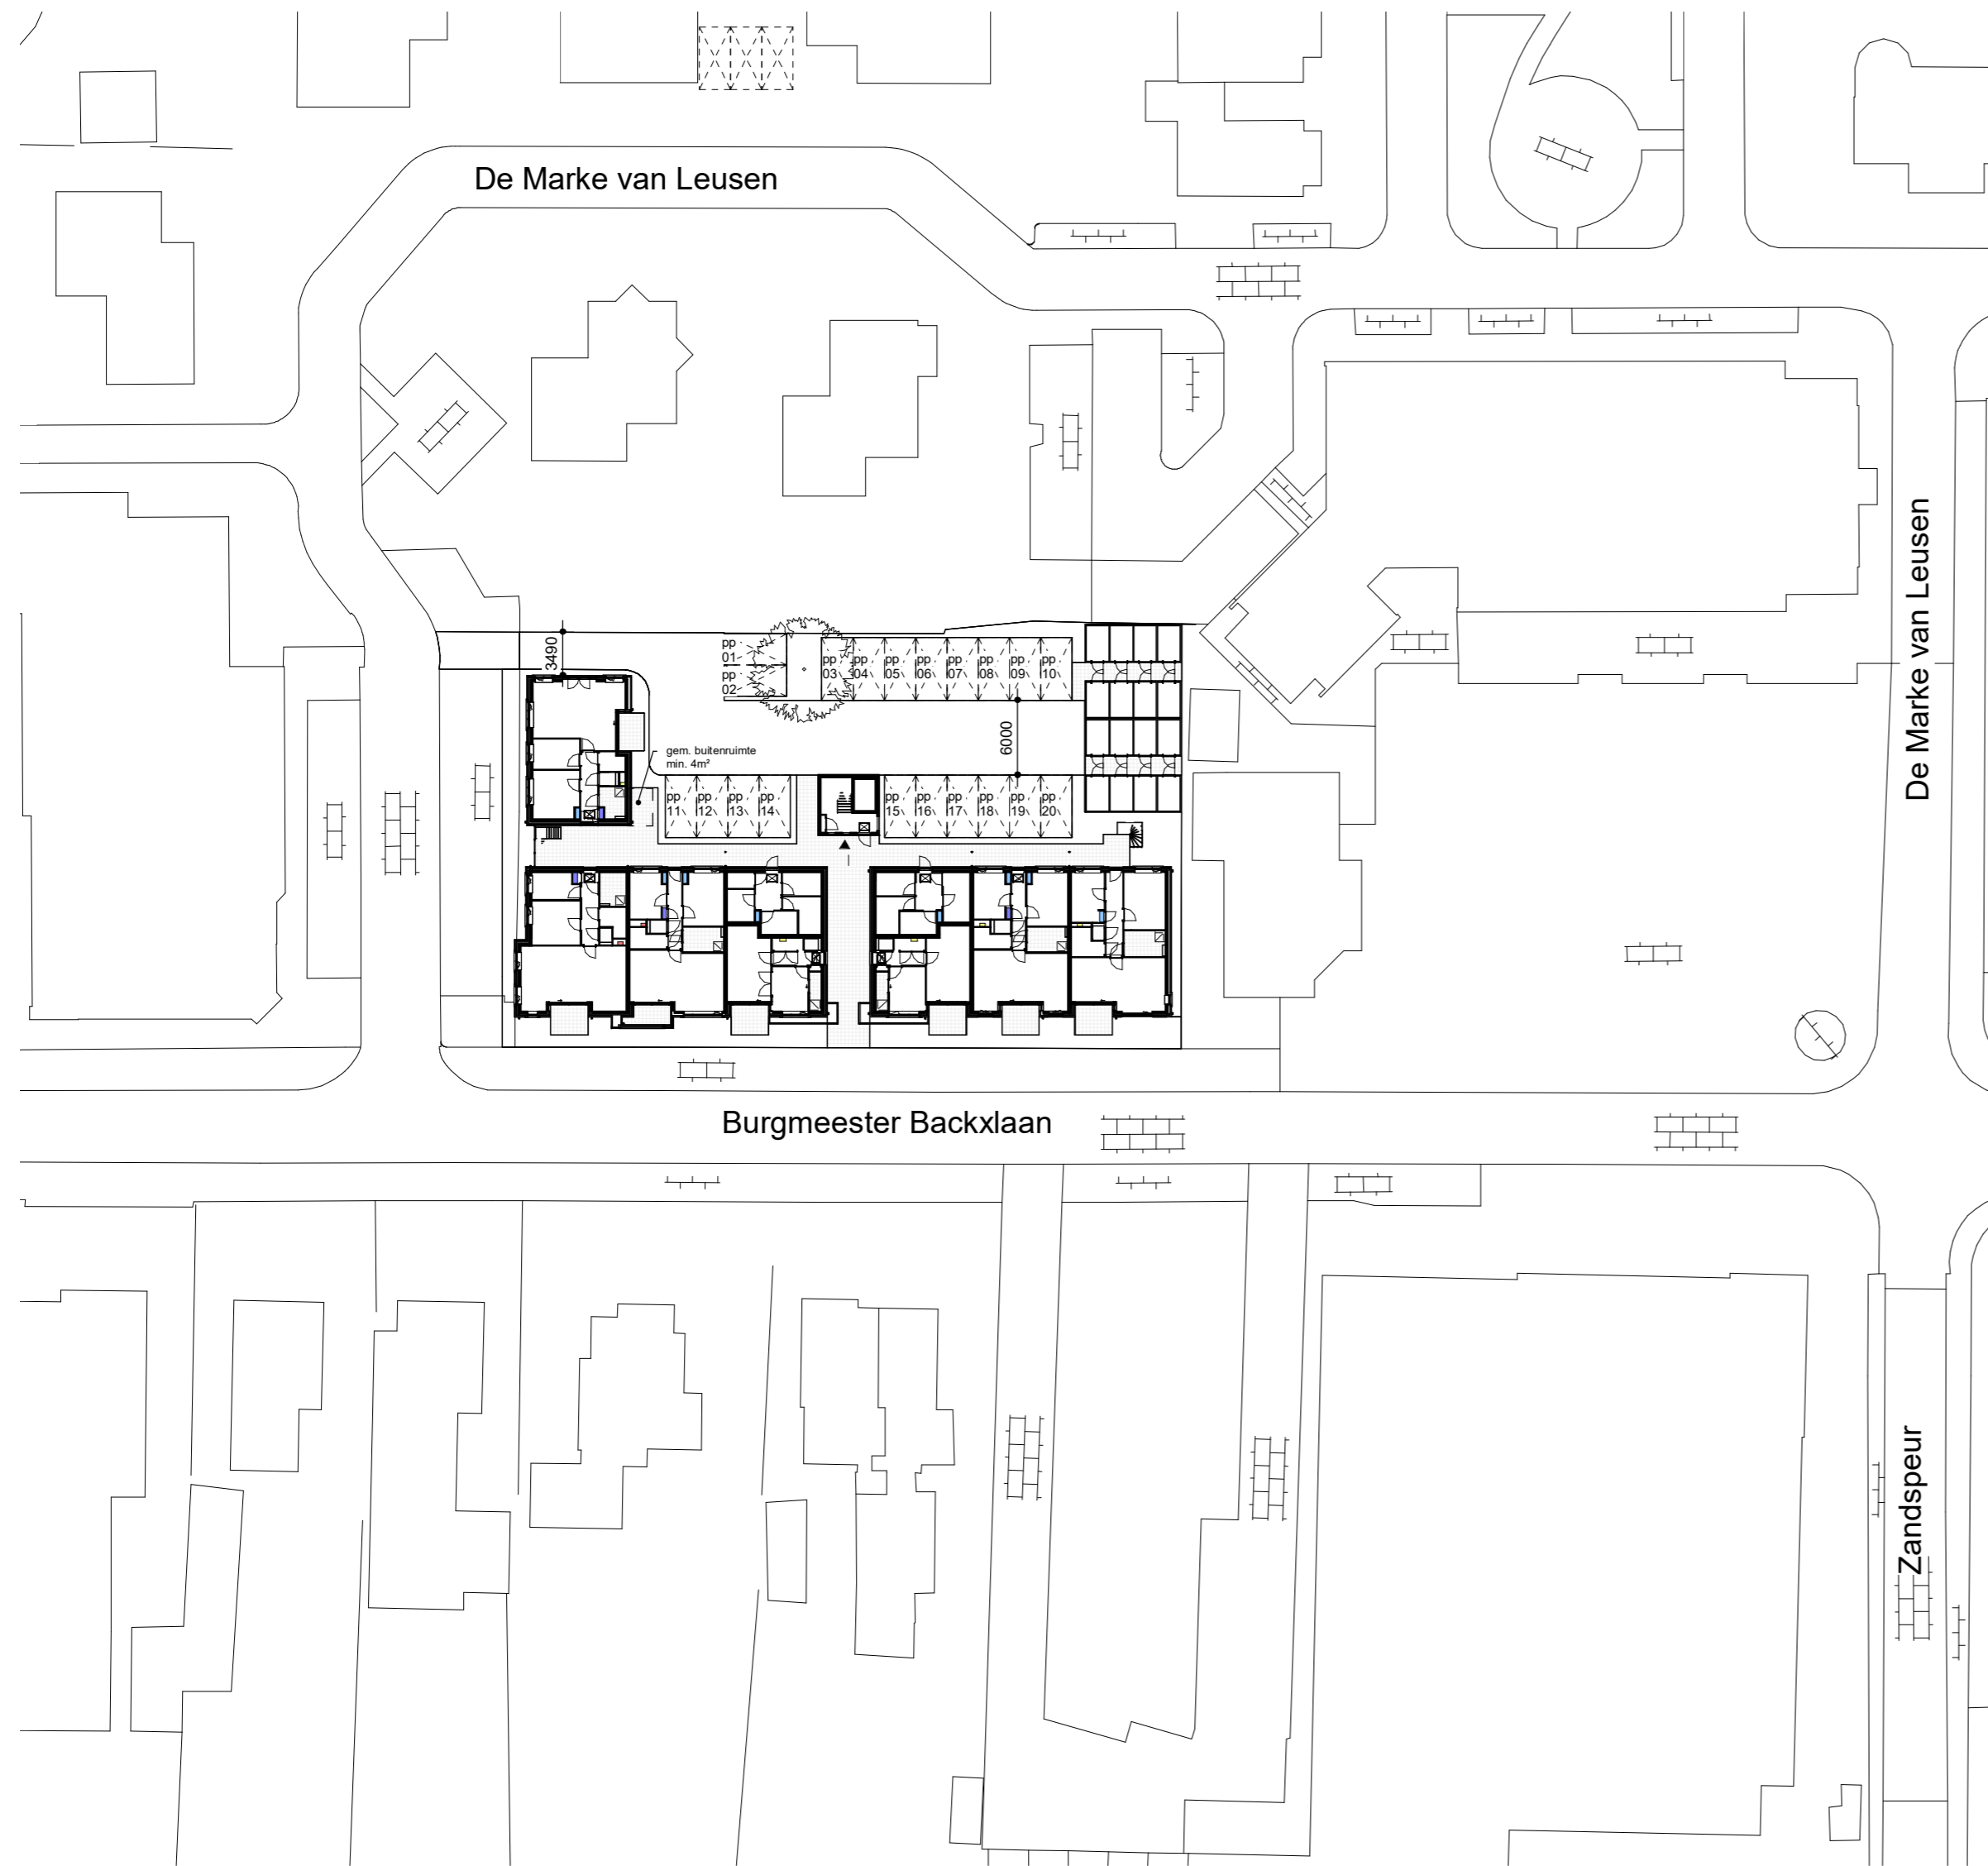 De Marke van Leusen
De Marke van Leusen
3490
pp
01
pp
02
pp
03
pp
04
pp
05
pp
06
pp
07
pp
08
pp
09
pp
10
6000
gem. buitenruimte
min. 4m²
pp
11
pp
12
pp
13
pp
14
pp
15
pp
16
pp
17
pp
18
pp
19
pp
20
Burgmeester Backxlaan
Zandspeur